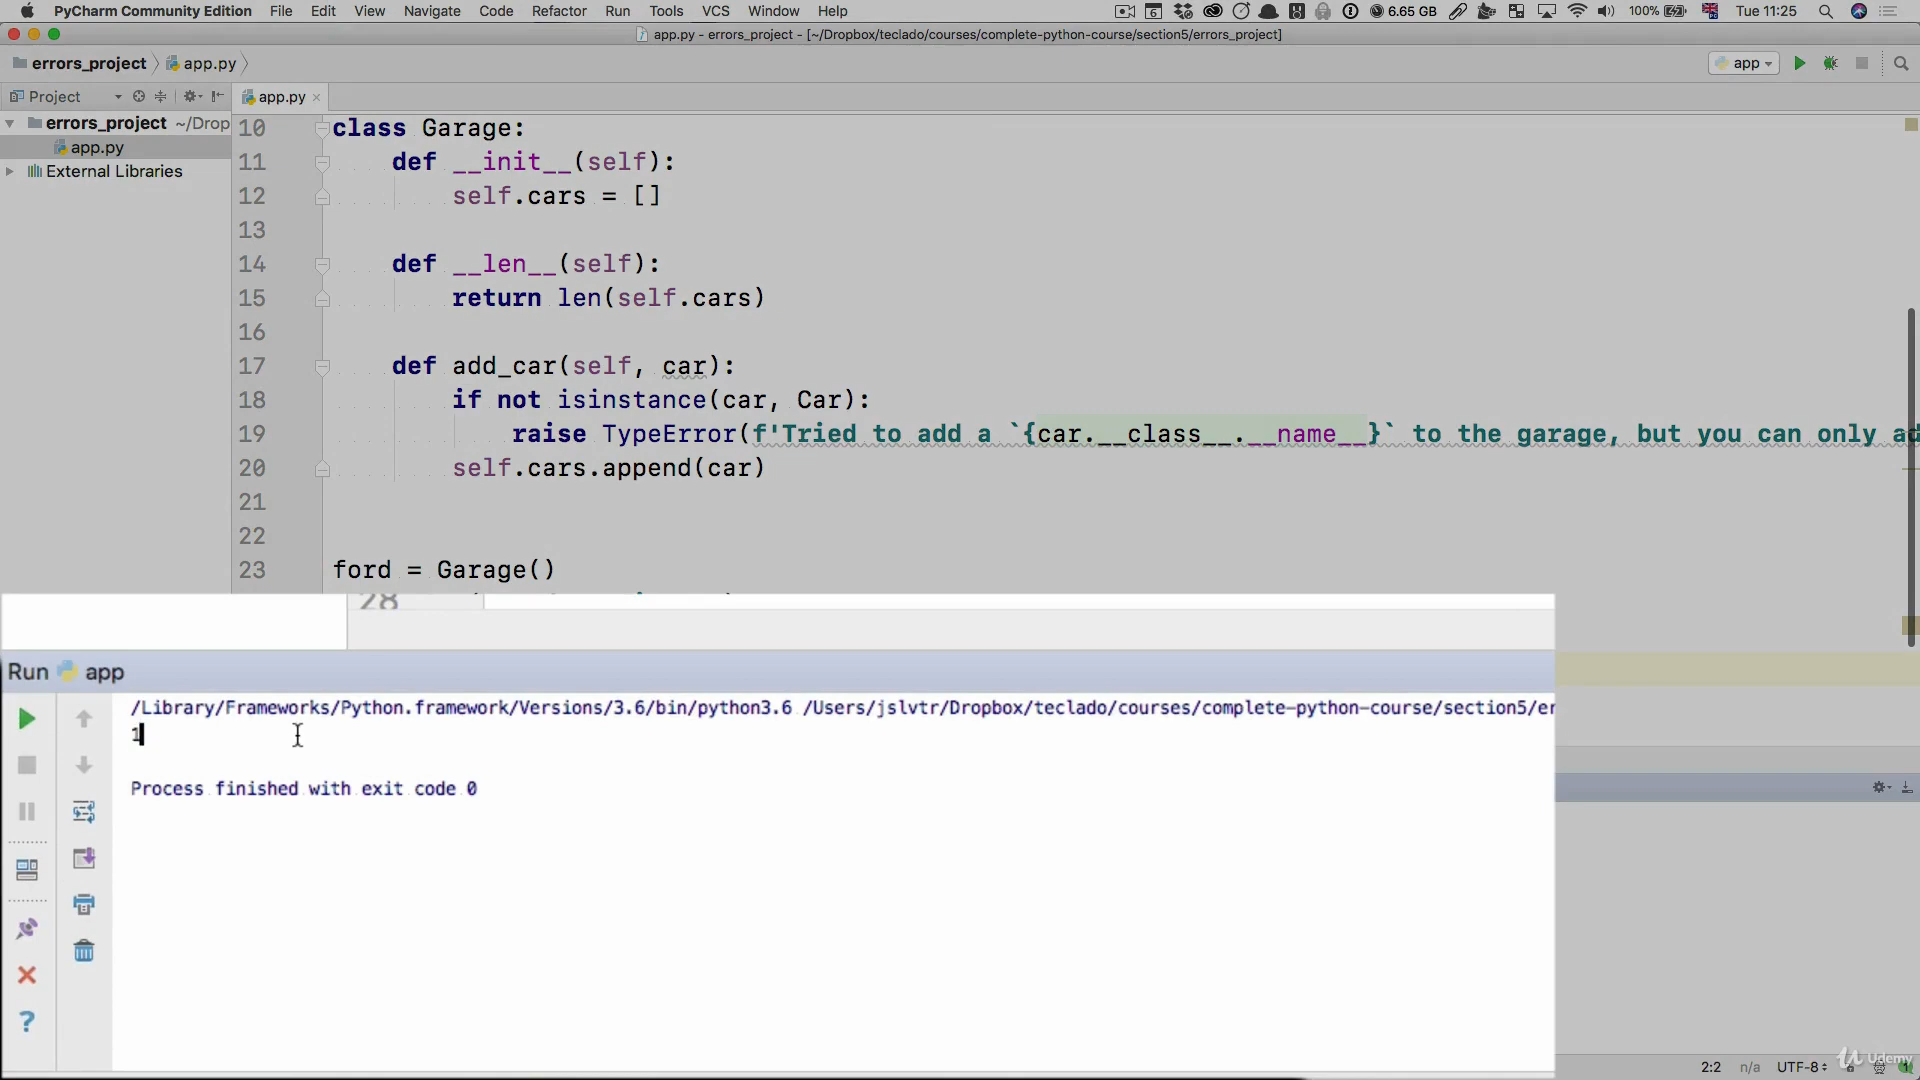 PyCharm Community Edition File Edit View Navigate Code Refactor Run Tools VCS Window Help 6.65 GB 100% Tue 11:25
app.py - errors_project - [~/Dropbox/teclado/courses/complete-python-course/section5/errors_project]
errors_project app.py app
Project app.py
errors_project ~/Drop
app.py
External Libraries
10 class Garage:
11 def __init__(self):
12 self.cars = []
13
14 def __len__(self):
15 return len(self.cars)
16
17 def add_car(self, car):
18 if not isinstance(car, Car):
19 raise TypeError(f'Tried to add a `{car.__class__.__name__}` to the garage, but you can only ad
20 self.cars.append(car)
21
22
23 ford = Garage()
28
Run app
/Library/Frameworks/Python.framework/Versions/3.6/bin/python3.6 /Users/jslvtr/Dropbox/teclado/courses/complete-python-course/section5/er
1
Process finished with exit code 0
2:2 n/a UTF-8
Udemy